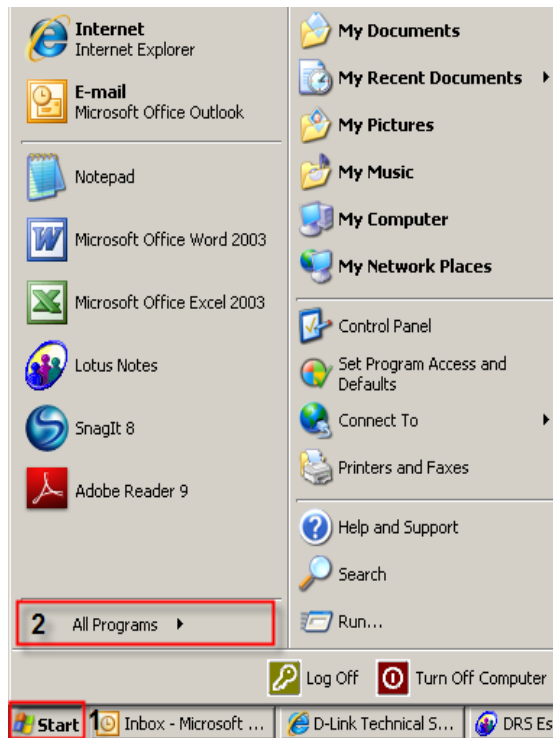 Internet
Internet Explorer
E-mail
Microsoft Office Outlook
Notepad
Microsoft Office Word 2003
Microsoft Office Excel 2003
Lotus Notes
SnagIt 8
Adobe Reader 9
2 All Programs
My Documents
My Recent Documents
My Pictures
My Music
My Computer
My Network Places
Control Panel
Set Program Access and
Defaults
Connect To
Printers and Faxes
Help and Support
Search
Run...
Log Off
Turn Off Computer
Start
1
Inbox - Microsoft ...
D-Link Technical S...
DRS Es